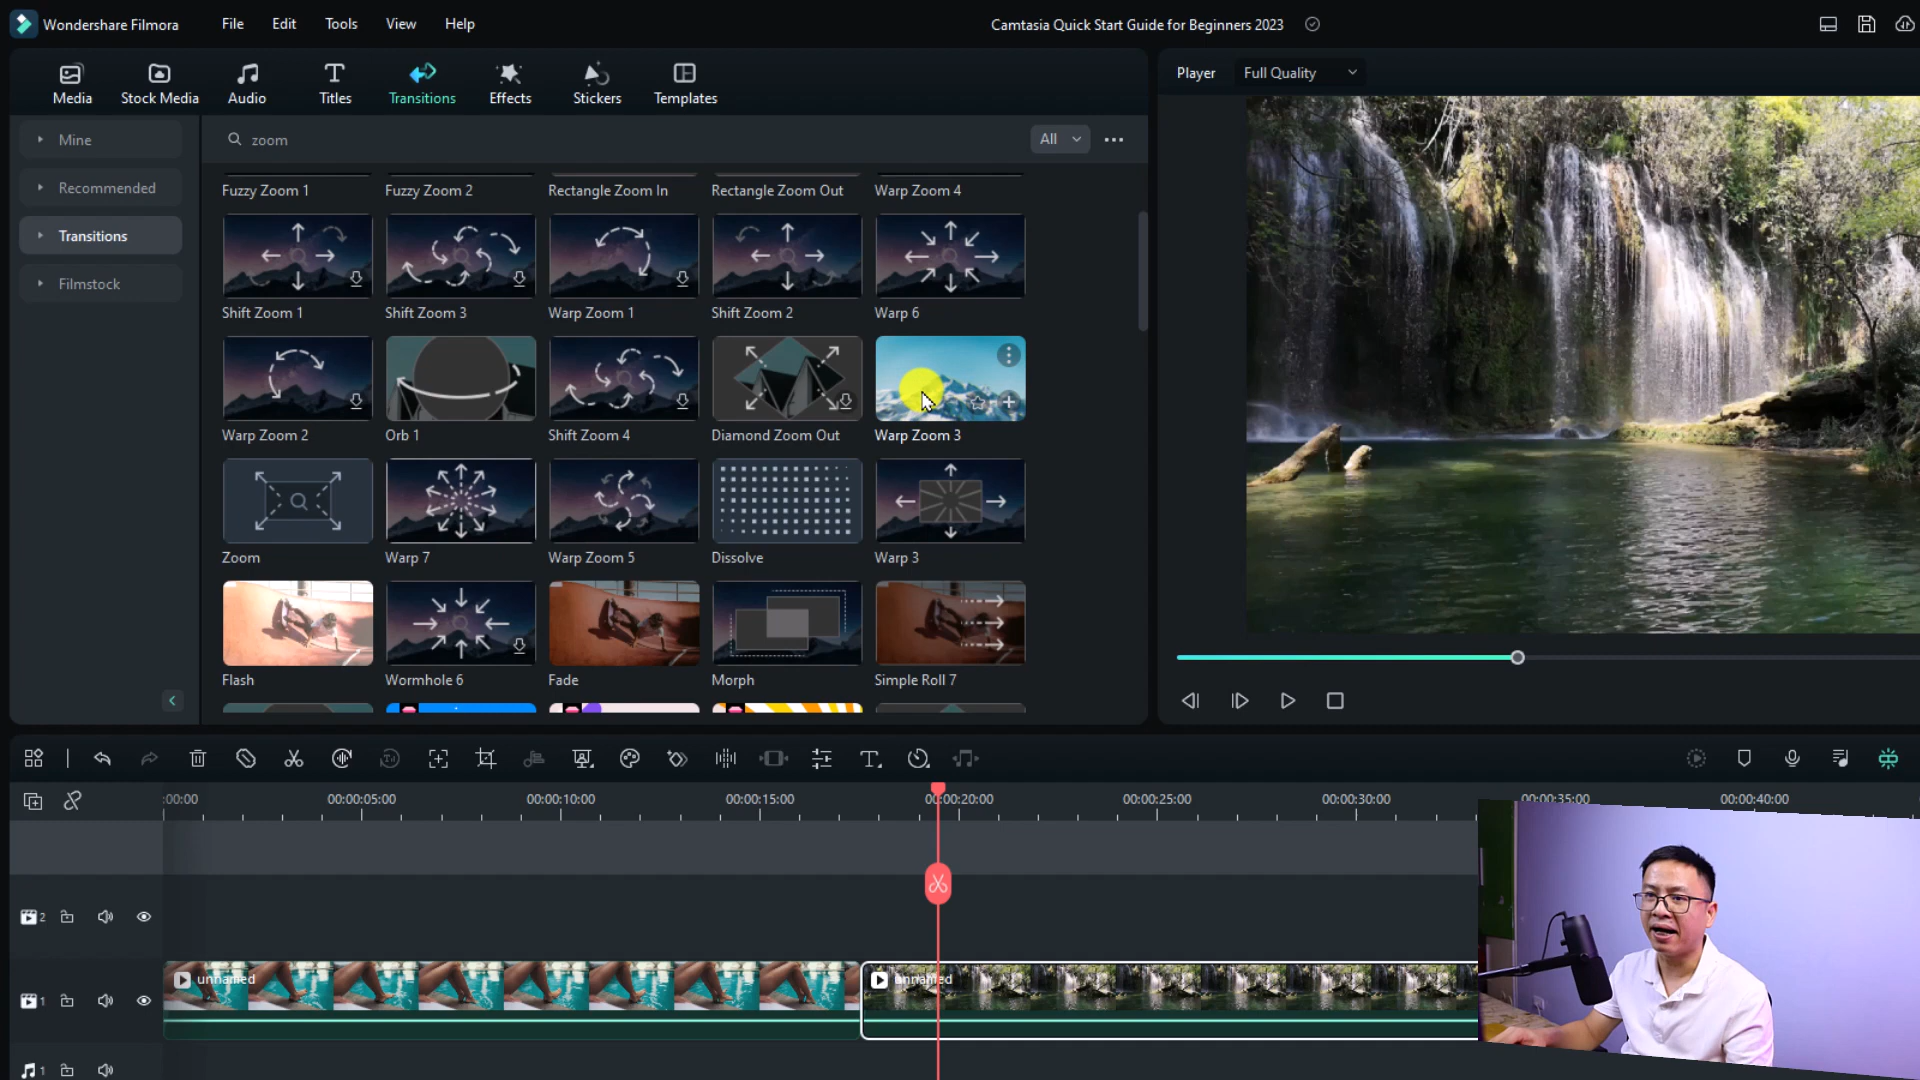 Wondershare Filmora
File Edit Tools View Help
Camtasia Quick Start Guide for Beginners 2023
Media Stock Media Audio Titles Transitions Effects Stickers Templates
Player Full Quality
Mine
Recommended
Transitions
Filmstock
zoom
All
Fuzzy Zoom 1 Fuzzy Zoom 2 Rectangle Zoom In Rectangle Zoom Out Warp Zoom 4
Shift Zoom 1 Shift Zoom 3 Warp Zoom 1 Shift Zoom 2 Warp 6
Warp Zoom 2 Orb 1 Shift Zoom 4 Diamond Zoom Out Warp Zoom 3
Zoom Warp 7 Warp Zoom 5 Dissolve Warp 3
Flash Wormhole 6 Fade Morph Simple Roll 7
:00:00 00:00:05:00 00:00:10:00 00:00:15:00 00:00:20:00 00:00:25:00 00:00:30:00 00:00:35:00 00:00:40:00
2
1 unnamed unnamed
1